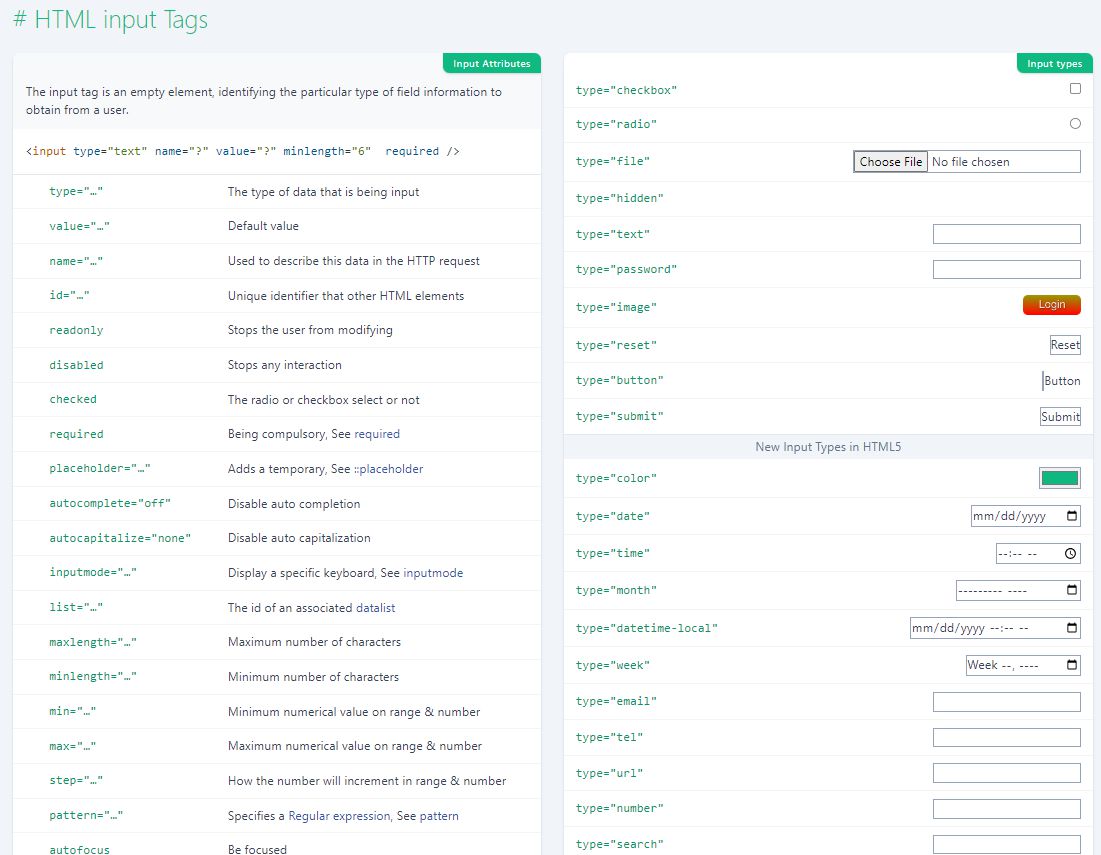 # HTML input Tags
Input Attributes
The input tag is an empty element, identifying the particular type of field information to
obtain from a user.
<input type="text" name="?" value="?" minlength="6"  required />
type="…" The type of data that is being input
value="…" Default value
name="…" Used to describe this data in the HTTP request
id="…" Unique identifier that other HTML elements
readonly Stops the user from modifying
disabled Stops any interaction
checked The radio or checkbox select or not
required Being compulsory, See required
placeholder="…" Adds a temporary, See ::placeholder
autocomplete="off" Disable auto completion
autocapitalize="none" Disable auto capitalization
inputmode="…" Display a specific keyboard, See inputmode
list="…" The id of an associated datalist
maxlength="…" Maximum number of characters
minlength="…" Minimum number of characters
min="…" Minimum numerical value on range & number
max="…" Maximum numerical value on range & number
step="…" How the number will increment in range & number
pattern="…" Specifies a Regular expression, See pattern
autofocus Be focused
Input types
type="checkbox"
type="radio"
type="file" Choose File No file chosen
type="hidden"
type="text"
type="password"
type="image" Login
type="reset" Reset
type="button" Button
type="submit" Submit
New Input Types in HTML5
type="color"
type="date" mm/dd/yyyy
type="time" --:-- --
type="month" --------- ----
type="datetime-local" mm/dd/yyyy --:-- --
type="week" Week --, ----
type="email"
type="tel"
type="url"
type="number"
type="search"